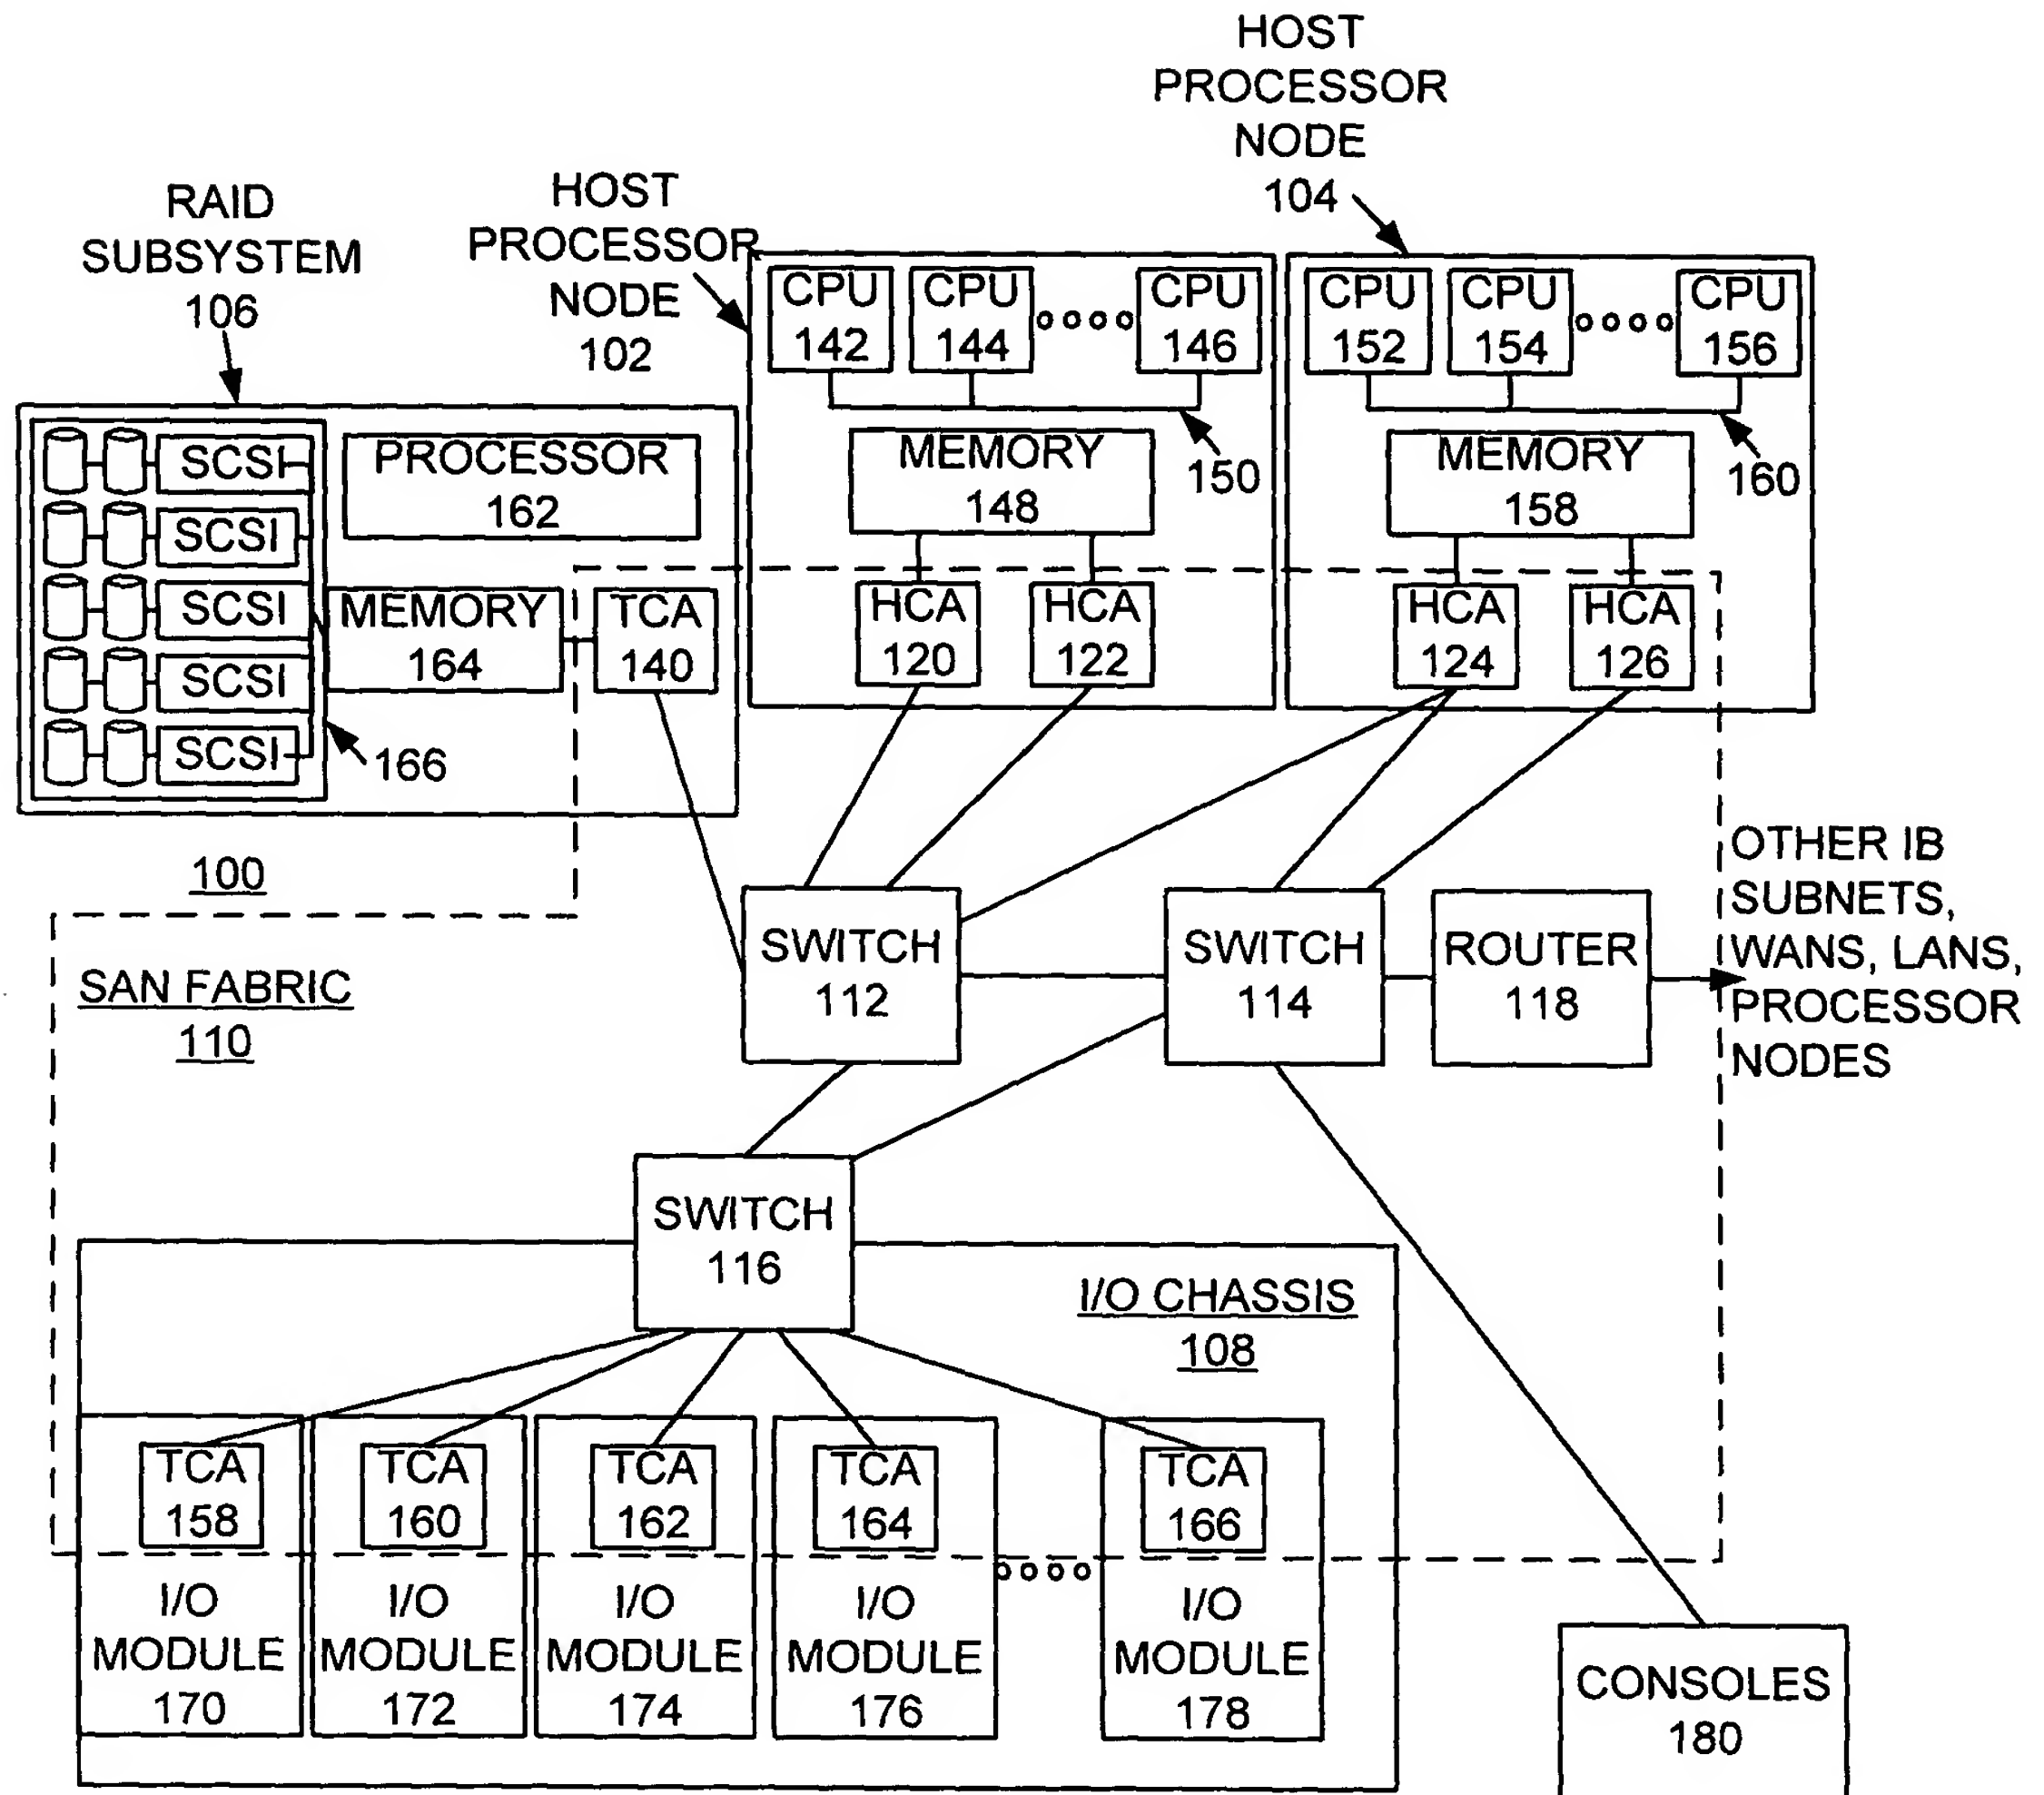 HOST
PROCESSOR
NODE
104
HOST
PROCESSOR
NODE
102
RAID
SUBSYSTEM
106
CPU
142
CPU
144
CPU
146
150
MEMORY
148
HCA
120
HCA
122
CPU
152
CPU
154
CPU
156
160
MEMORY
158
HCA
124
HCA
126
SCSI
SCSI
SCSI
SCSI
SCSI
166
PROCESSOR
162
MEMORY
164
TCA
140
100
SAN FABRIC
110
SWITCH
112
SWITCH
114
ROUTER
118
OTHER IB
SUBNETS,
WANS, LANS,
PROCESSOR
NODES
SWITCH
116
I/O CHASSIS
108
TCA
158
I/O
MODULE
170
TCA
160
I/O
MODULE
172
TCA
162
I/O
MODULE
174
TCA
164
I/O
MODULE
176
TCA
166
I/O
MODULE
178
CONSOLES
180